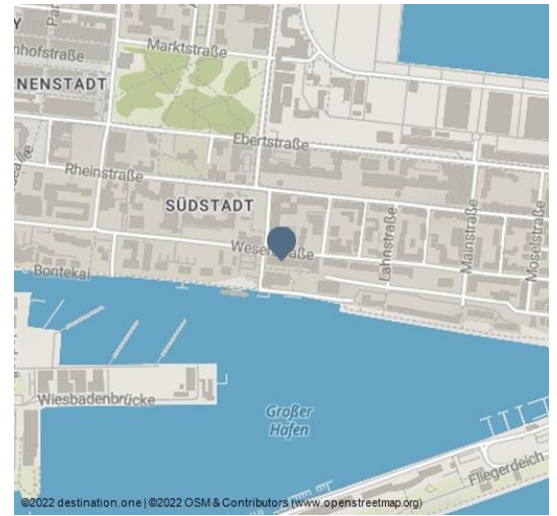 Marktstraße
nhofstraße
NENSTADT
Ebertstraße
Rheinstraße
SÜDSTADT
Bontekai
Lahnstraße
Mainstraße
Moselstraße
Wiesbadenbrücke
Großer
Hafen
Fliegerdeich
©2022 destination.one | ©2022 OSM & Contributors (www.openstreetmap.org)